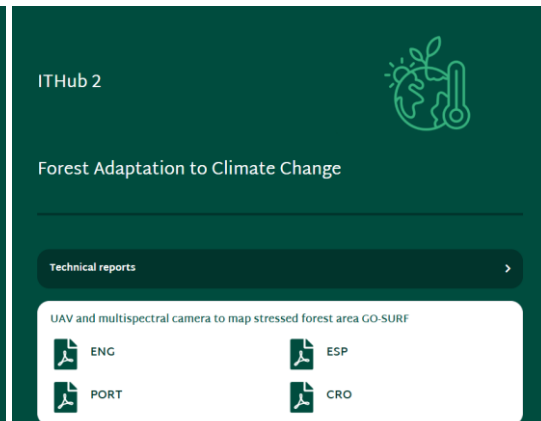 ITHub 2
Forest Adaptation to Climate Change
Technical reports
UAV and multispectral camera to map stressed forest area GO-SURF
ENG
ESP
PORT
CRO